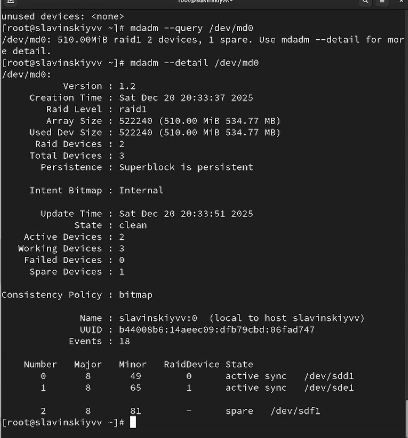 unused devices: <none>
[root@slavinskiyvv ~]# mdadm --query /dev/md0
/dev/md0: 510.00MiB raid1 2 devices, 1 spare. Use mdadm --detail for mor
e detail.
[root@slavinskiyvv ~]# mdadm --detail /dev/md0
/dev/md0:
Version : 1.2
Creation Time : Sat Dec 20 20:33:37 2025
Raid Level : raid1
Array Size : 522240 (510.00 MiB 534.77 MB)
Used Dev Size : 522240 (510.00 MiB 534.77 MB)
Raid Devices : 2
Total Devices : 3
Persistence : Superblock is persistent
Intent Bitmap : Internal
Update Time : Sat Dec 20 20:33:51 2025
State : clean
Active Devices : 2
Working Devices : 3
Failed Devices : 0
Spare Devices : 1
Consistency Policy : bitmap
Name : slavinskiyvv:0 (local to host slavinskiyvv)
UUID : b44008b6:14aeec09:dfb79cbd:06fad747
Events : 18
Number Major Minor RaidDevice State
0 8 49 0 active sync /dev/sdd1
1 8 65 1 active sync /dev/sde1
2 8 81 - spare /dev/sdf1
[root@slavinskiyvv ~]#